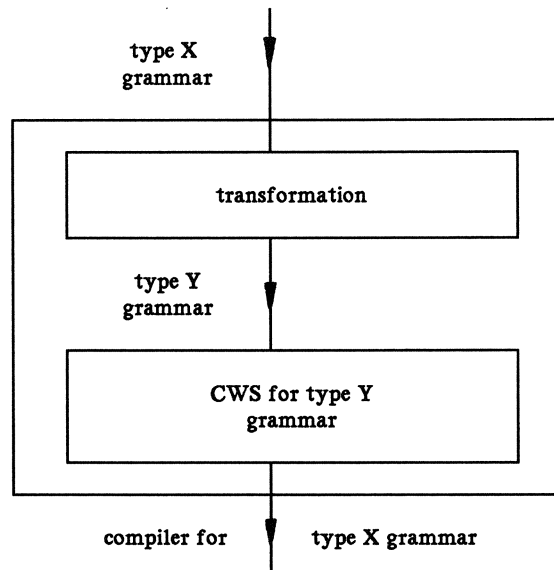 type X
grammar
transformation
type Y
grammar
CWS for type Y
grammar
compiler for type X grammar